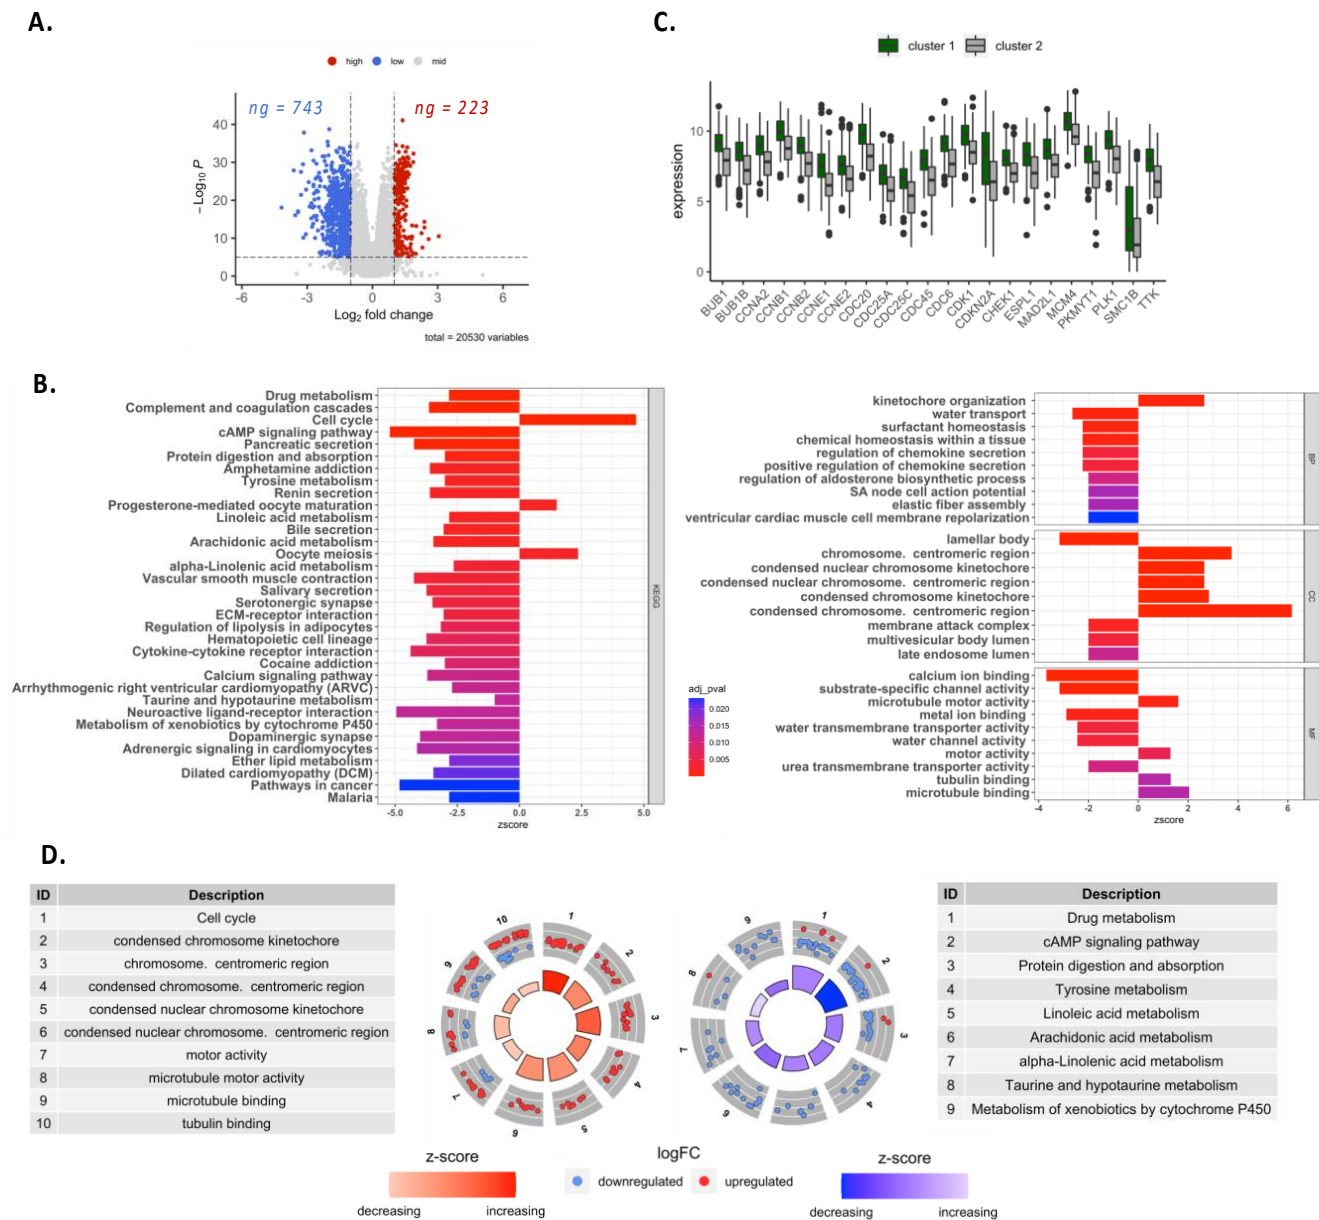 A.
high low mid
ng = 743
ng = 223
– Log10 P
40
30
20
10
0
-6 -3 0 3 6
Log2 fold change
total = 20530 variables
C.
cluster 1 cluster 2
expression
10
5
0
BUB1 BUB1B CCNA2 CCNB1 CCNB2 CCNE1 CCNE2 CDC20 CDC25A CDC25C CDC45 CDC6 CDK1 CDKN2A CHEK1 ESPL1 MAD2L1 MCM4 PKMYT1 PLK1 SMC1B TTK
B.
Drug metabolism
Complement and coagulation cascades
Cell cycle
cAMP signaling pathway
Pancreatic secretion
Protein digestion and absorption
Amphetamine addiction
Tyrosine metabolism
Renin secretion
Progesterone-mediated oocyte maturation
Linoleic acid metabolism
Bile secretion
Arachidonic acid metabolism
Oocyte meiosis
alpha-Linolenic acid metabolism
Vascular smooth muscle contraction
Salivary secretion
Serotonergic synapse
ECM-receptor interaction
Regulation of lipolysis in adipocytes
Hematopoietic cell lineage
Cytokine-cytokine receptor interaction
Cocaine addiction
Calcium signaling pathway
Arrhythmogenic right ventricular cardiomyopathy (ARVC)
Taurine and hypotaurine metabolism
Neuroactive ligand-receptor interaction
Metabolism of xenobiotics by cytochrome P450
Dopaminergic synapse
Adrenergic signaling in cardiomyocytes
Ether lipid metabolism
Dilated cardiomyopathy (DCM)
Pathways in cancer
Malaria
-5.0 -2.5 0.0 2.5 5.0
zscore
KEGG
adj_pval
0.020
0.015
0.010
0.005
kinetochore organization
water transport
surfactant homeostasis
chemical homeostasis within a tissue
regulation of chemokine secretion
positive regulation of chemokine secretion
regulation of aldosterone biosynthetic process
SA node cell action potential
elastic fiber assembly
ventricular cardiac muscle cell membrane repolarization
BP
lamellar body
chromosome. centromeric region
condensed nuclear chromosome kinetochore
condensed nuclear chromosome. centromeric region
condensed chromosome kinetochore
condensed chromosome. centromeric region
membrane attack complex
multivesicular body lumen
late endosome lumen
CC
calcium ion binding
substrate-specific channel activity
microtubule motor activity
metal ion binding
water transmembrane transporter activity
water channel activity
motor activity
urea transmembrane transporter activity
tubulin binding
microtubule binding
MF
-4 -2 0 2 4 6
zscore
D.
ID Description
1 Cell cycle
2 condensed chromosome kinetochore
3 chromosome. centromeric region
4 condensed chromosome. centromeric region
5 condensed nuclear chromosome kinetochore
6 condensed nuclear chromosome. centromeric region
7 motor activity
8 microtubule motor activity
9 microtubule binding
10 tubulin binding
1 2 3 4 5 6 7 8 9 10
1 2 3 4 5 6 7 8 9
ID Description
1 Drug metabolism
2 cAMP signaling pathway
3 Protein digestion and absorption
4 Tyrosine metabolism
5 Linoleic acid metabolism
6 Arachidonic acid metabolism
7 alpha-Linolenic acid metabolism
8 Taurine and hypotaurine metabolism
9 Metabolism of xenobiotics by cytochrome P450
z-score
decreasing increasing
logFC
downregulated upregulated
z-score
decreasing increasing